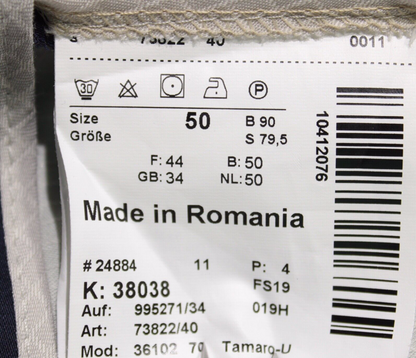 73822 40 0011
30 P
Size 50 B 90
Größe S 79,5
F: 44 B: 50
GB: 34 NL: 50
10412076
Made in Romania
# 24884 11 P: 4
K: 38038 FS19
Auf: 995271/34 019H
Art: 73822/40
Mod: 36102 70